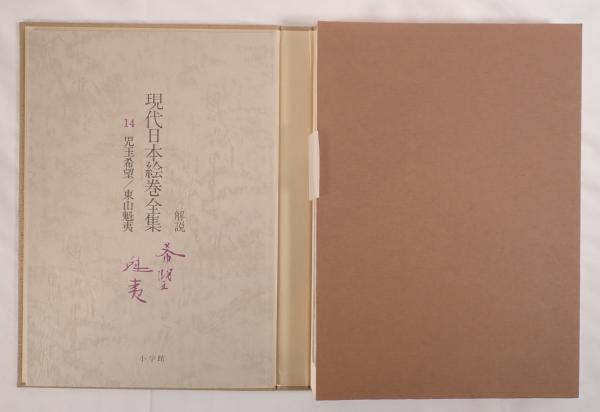 現代日本絵巻全集
解説
14 児玉希望/東山魁夷
希望
魁夷
小学館